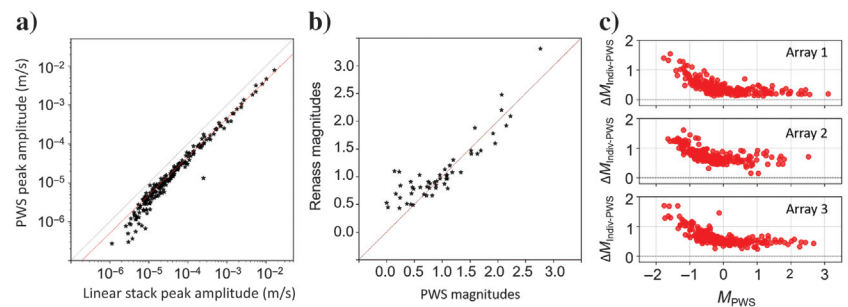 a)
PWS peak amplitude (m/s)
10⁻²
10⁻³
10⁻⁴
10⁻⁵
10⁻⁶
10⁻⁶ 10⁻⁵ 10⁻⁴ 10⁻³ 10⁻²
Linear stack peak amplitude (m/s)
b)
Renass magnitudes
3.0
2.5
2.0
1.5
1.0
0.5
0.0
0.0 0.5 1.0 1.5 2.0 2.5 3.0
PWS magnitudes
c)
ΔM_Indiv-PWS
2
1
0
Array 1
ΔM_Indiv-PWS
2
1
0
Array 2
ΔM_Indiv-PWS
2
1
0
Array 3
−2 −1 0 1 2 3
M_PWS